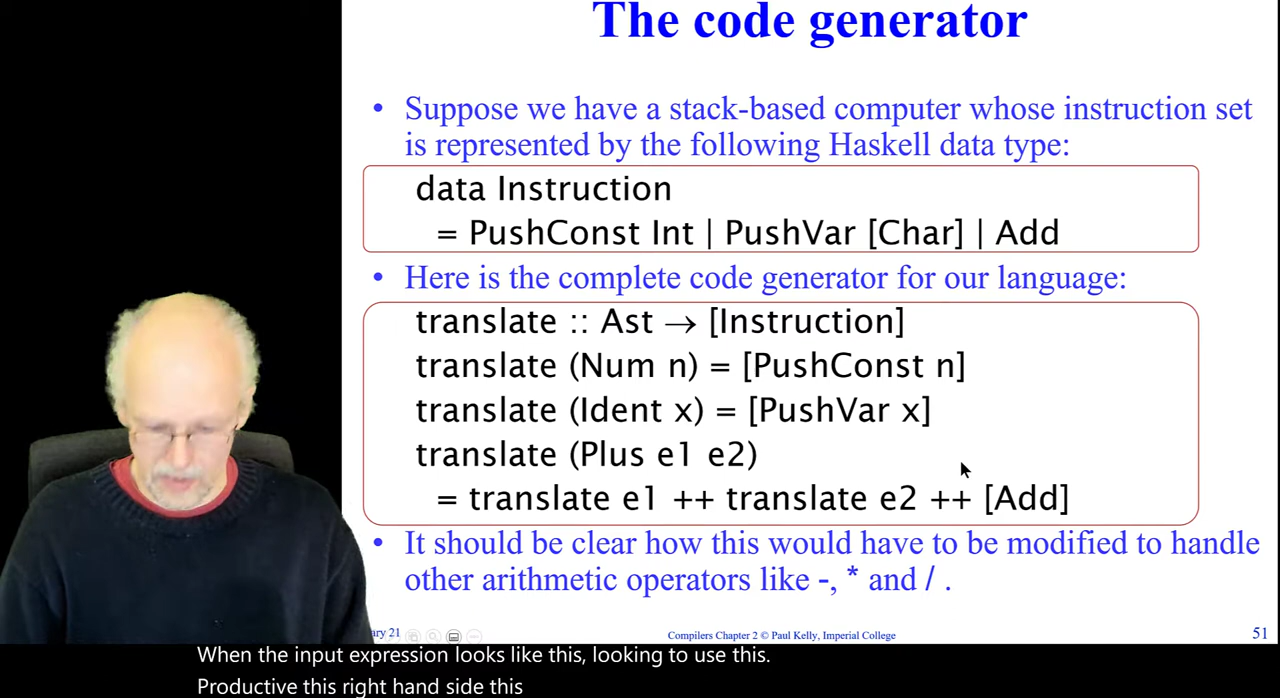 The code generator
• Suppose we have a stack-based computer whose instruction set
is represented by the following Haskell data type:
data Instruction
= PushConst Int | PushVar [Char] | Add
• Here is the complete code generator for our language:
translate :: Ast → [Instruction]
translate (Num n) = [PushConst n]
translate (Ident x) = [PushVar x]
translate (Plus e1 e2)
= translate e1 ++ translate e2 ++ [Add]
• It should be clear how this would have to be modified to handle
other arithmetic operators like -, * and / .
ary 21
Compilers Chapter 2 © Paul Kelly, Imperial College
51
When the input expression looks like this, looking to use this.
Productive this right hand side this